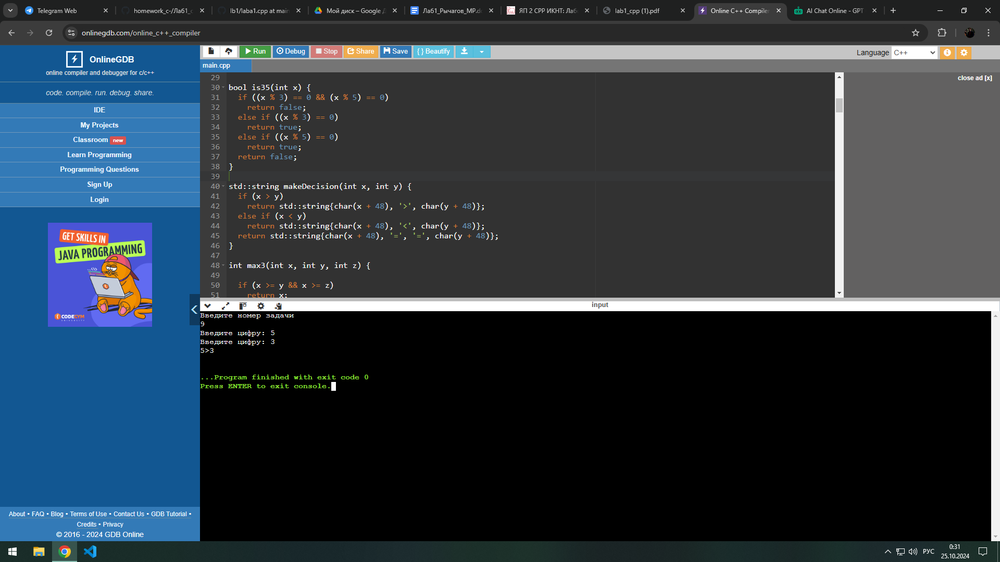 Telegram Web
homework_c-//Ла61_c
lb1/laba1.cpp at main
Мой диск – Google Д
Ла61_Рычагов_МР.do
ЯП 2 СРР ИКНТ: Лаб
lab1_cpp (1).pdf
Online C++ Compiler
AI Chat Online - GPT
onlinegdb.com/online_c++_compiler
OnlineGDB
online compiler and debugger for c/c++
code. compile. run. debug. share.
IDE
My Projects
Classroom new
Learn Programming
Programming Questions
Sign Up
Login
GET SKILLS IN
JAVA PROGRAMMING
CODEGYM
UNIVERSITY
About • FAQ • Blog • Terms of Use • Contact Us • GDB Tutorial •
Credits • Privacy
© 2016 - 2024 GDB Online
Run Debug Stop Share Save { } Beautify
Language C++
main.cpp
close ad [x]
29
30 bool is35(int x) {
31 if ((x % 3) == 0 && (x % 5) == 0)
32 return false;
33 else if ((x % 3) == 0)
34 return true;
35 else if ((x % 5) == 0)
36 return true;
37 return false;
38 }
39
40 std::string makeDecision(int x, int y) {
41 if (x > y)
42 return std::string{char(x + 48), '>', char(y + 48)};
43 else if (x < y)
44 return std::string{char(x + 48), '<', char(y + 48)};
45 return std::string{char(x + 48), '=', '=', char(y + 48)};
46 }
47
48 int max3(int x, int y, int z) {
49
50 if (x >= y && x >= z)
51 return x;
input
Введите номер задачи
9
Введите цифру: 5
Введите цифру: 3
5>3
...Program finished with exit code 0
Press ENTER to exit console.
РУС
0:31
25.10.2024